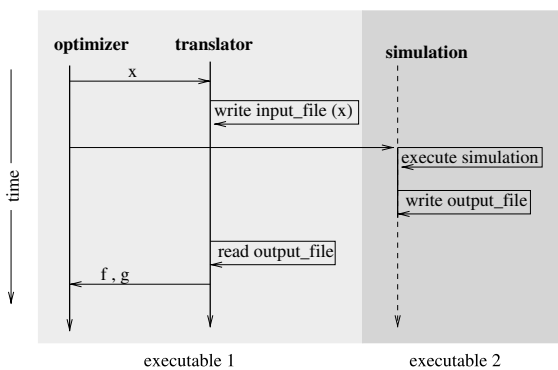 optimizer
translator
simulation
x
write input_file (x)
execute simulation
write output_file
read output_file
f , g
time
executable 1
executable 2